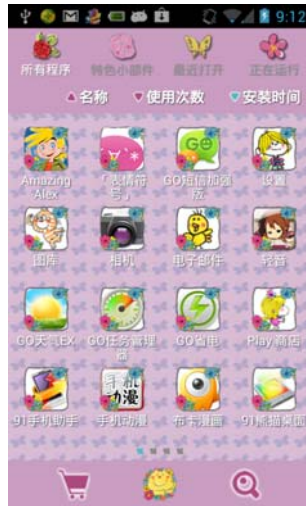 9:12
所有程序 特色小部件 最近打开 正在运行
名称 使用次数 安装时间
Amazing Alex
「表情符号」
GO短信加强版
设置
图库
相机
电子邮件
轻音
GO天气EX
GO任务管理器
GO省电
Play 商店
91手机助手
手机动漫
布卡漫画
91熊猫桌面